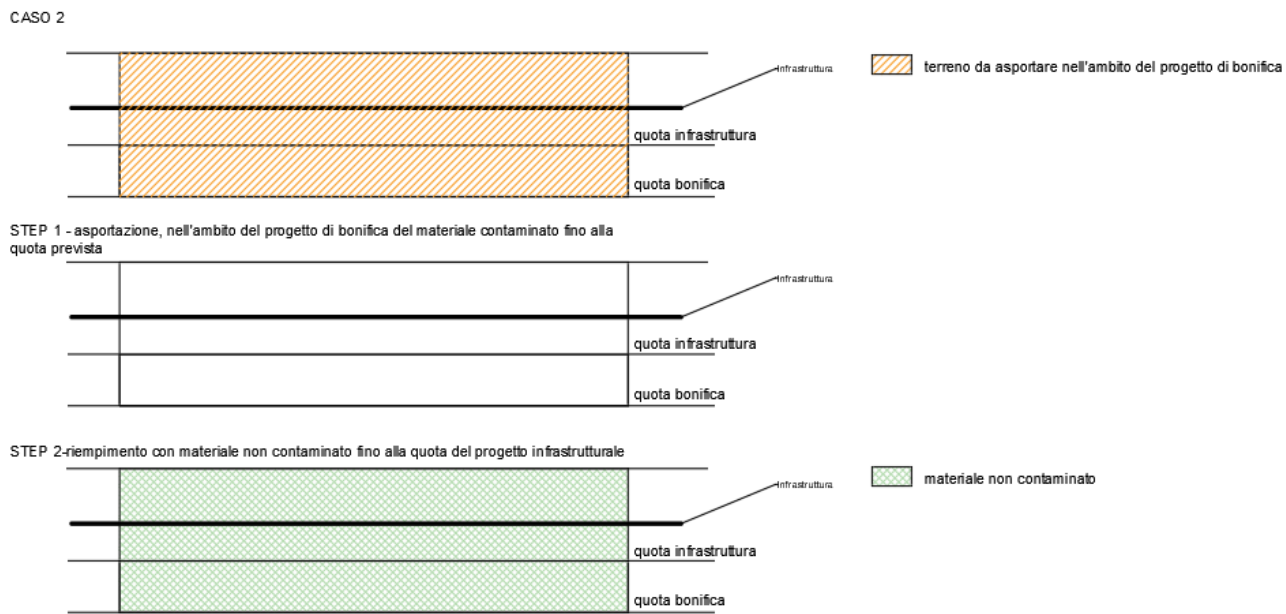 CASO 2
Infrastruttura
terreno da asportare nell'ambito del progetto di bonifica
quota infrastruttura
quota bonifica
STEP 1 - asportazione, nell'ambito del progetto di bonifica del materiale contaminato fino alla
quota prevista
Infrastruttura
quota infrastruttura
quota bonifica
STEP 2-riempimento con materiale non contaminato fino alla quota del progetto infrastrutturale
Infrastruttura
materiale non contaminato
quota infrastruttura
quota bonifica